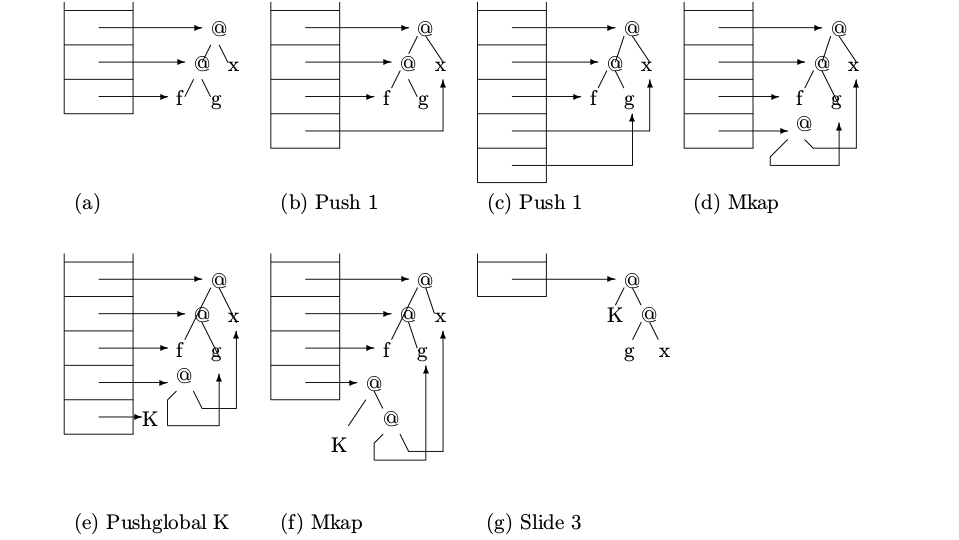 @ @ @ @
@ x @ x @ x @ x
f g f g f g f g
@
(a) (b) Push 1 (c) Push 1 (d) Mkap
@ @ @
@ x @ x K @
f g f g g x
@ @
K @
K
(e) Pushglobal K (f) Mkap (g) Slide 3